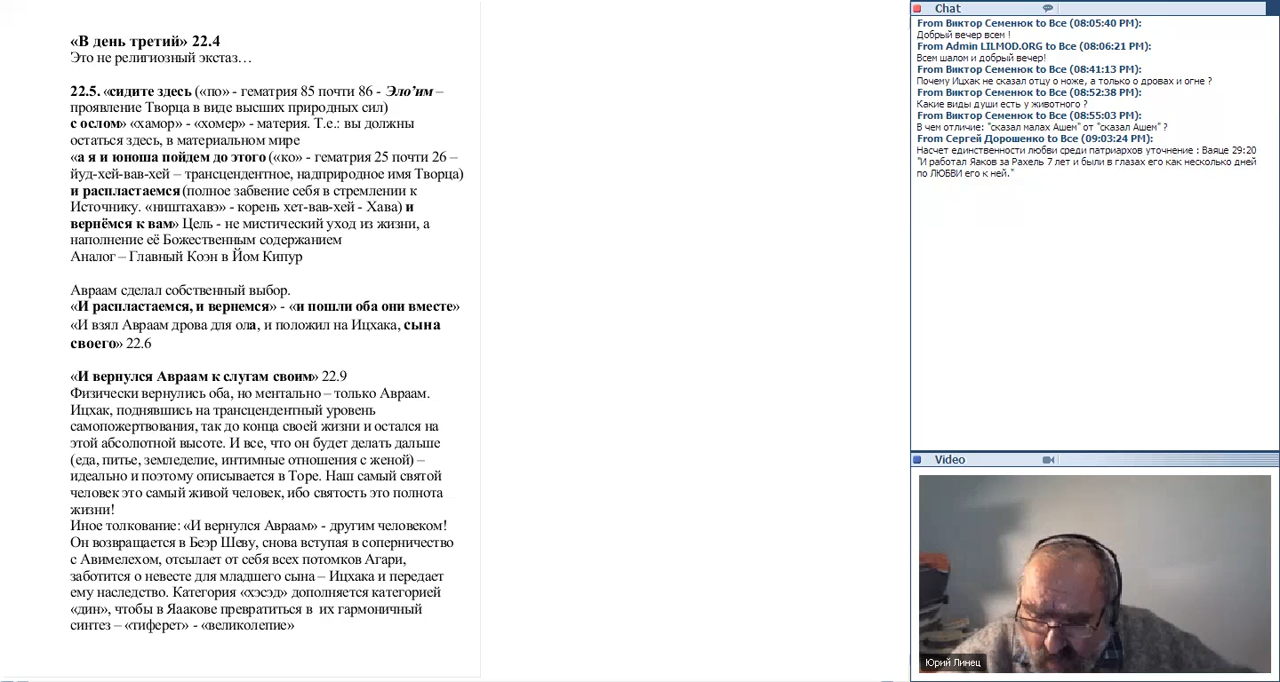 «В день третий» 22.4
Это не религиозный экстаз…
22.5. «сидите здесь («по» - гематрия 85 почти 86 - Эло’им –
проявление Творца в виде высших природных сил)
с ослом» «хамор» - «хомер» - материя. Т.е.: вы должны
остаться здесь, в материальном мире
«а я и юноша пойдем до этого («ко» - гематрия 25 почти 26 –
йуд-хей-вав-хей – трансцендентное, надприродное имя Творца)
и распластаемся (полное забвение себя в стремлении к
Источнику. «ништахавэ» - корень хет-вав-хей - Хава) и
вернёмся к вам» Цель - не мистический уход из жизни, а
наполнение её Божественным содержанием
Аналог – Главный Коэн в Йом Кипур
Авраам сделал собственный выбор.
«И распластаемся, и вернемся» - «и пошли оба они вместе»
«И взял Авраам дрова для ола, и положил на Ицхака, сына
своего» 22.6
«И вернулся Авраам к слугам своим» 22.9
Физически вернулись оба, но ментально – только Авраам.
Ицхак, поднявшись на трансцендентный уровень
самопожертвования, так до конца своей жизни и остался на
этой абсолютной высоте. И все, что он будет делать дальше
(еда, питье, земледелие, интимные отношения с женой) –
идеально и поэтому описывается в Торе. Наш самый святой
человек это самый живой человек, ибо святость это полнота
жизни!
Иное толкование: «И вернулся Авраам» - другим человеком!
Он возвращается в Беэр Шеву, снова вступая в соперничество
с Авимелехом, отсылает от себя всех потомков Агари,
заботится о невесте для младшего сына – Ицхака и передает
ему наследство. Категория «хэсэд» дополняется категорией
«дин», чтобы в Яаакове превратиться в их гармоничный
синтез – «тиферет» - «великолепие»
Chat
From Виктор Семенюк to Все (08:05:40 PM):
Добрый вечер всем !
From Admin LILMOD.ORG to Все (08:06:21 PM):
Всем шалом и добрый вечер!
From Виктор Семенюк to Все (08:41:13 PM):
Почему Ицхак не сказал отцу о ноже, а только о дровах и огне ?
From Виктор Семенюк to Все (08:52:38 PM):
Какие виды души есть у животного ?
From Виктор Семенюк to Все (08:55:03 PM):
В чем отличие: "сказал малах Ашем" от "сказал Ашем" ?
From Сергей Дорошенко to Все (09:03:24 PM):
Насчет единственности любви среди патриархов уточнение : Ваяце 29:20
"И работал Яаков за Рахель 7 лет и были в глазах его как несколько дней
по ЛЮБВИ его к ней."
Video
Юрий Линец